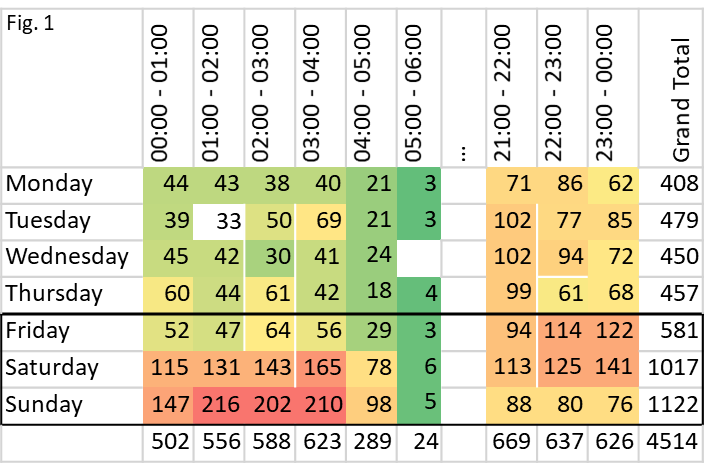 Fig. 1
00:00 - 01:00 01:00 - 02:00 02:00 - 03:00 03:00 - 04:00 04:00 - 05:00 05:00 - 06:00 ... 21:00 - 22:00 22:00 - 23:00 23:00 - 00:00 Grand Total
Monday 44 43 38 40 21 3 71 86 62 408
Tuesday 39 33 50 69 21 3 102 77 85 479
Wednesday 45 42 30 41 24 102 94 72 450
Thursday 60 44 61 42 18 4 99 61 68 457
Friday 52 47 64 56 29 3 94 114 122 581
Saturday 115 131 143 165 78 6 113 125 141 1017
Sunday 147 216 202 210 98 5 88 80 76 1122
502 556 588 623 289 24 669 637 626 4514